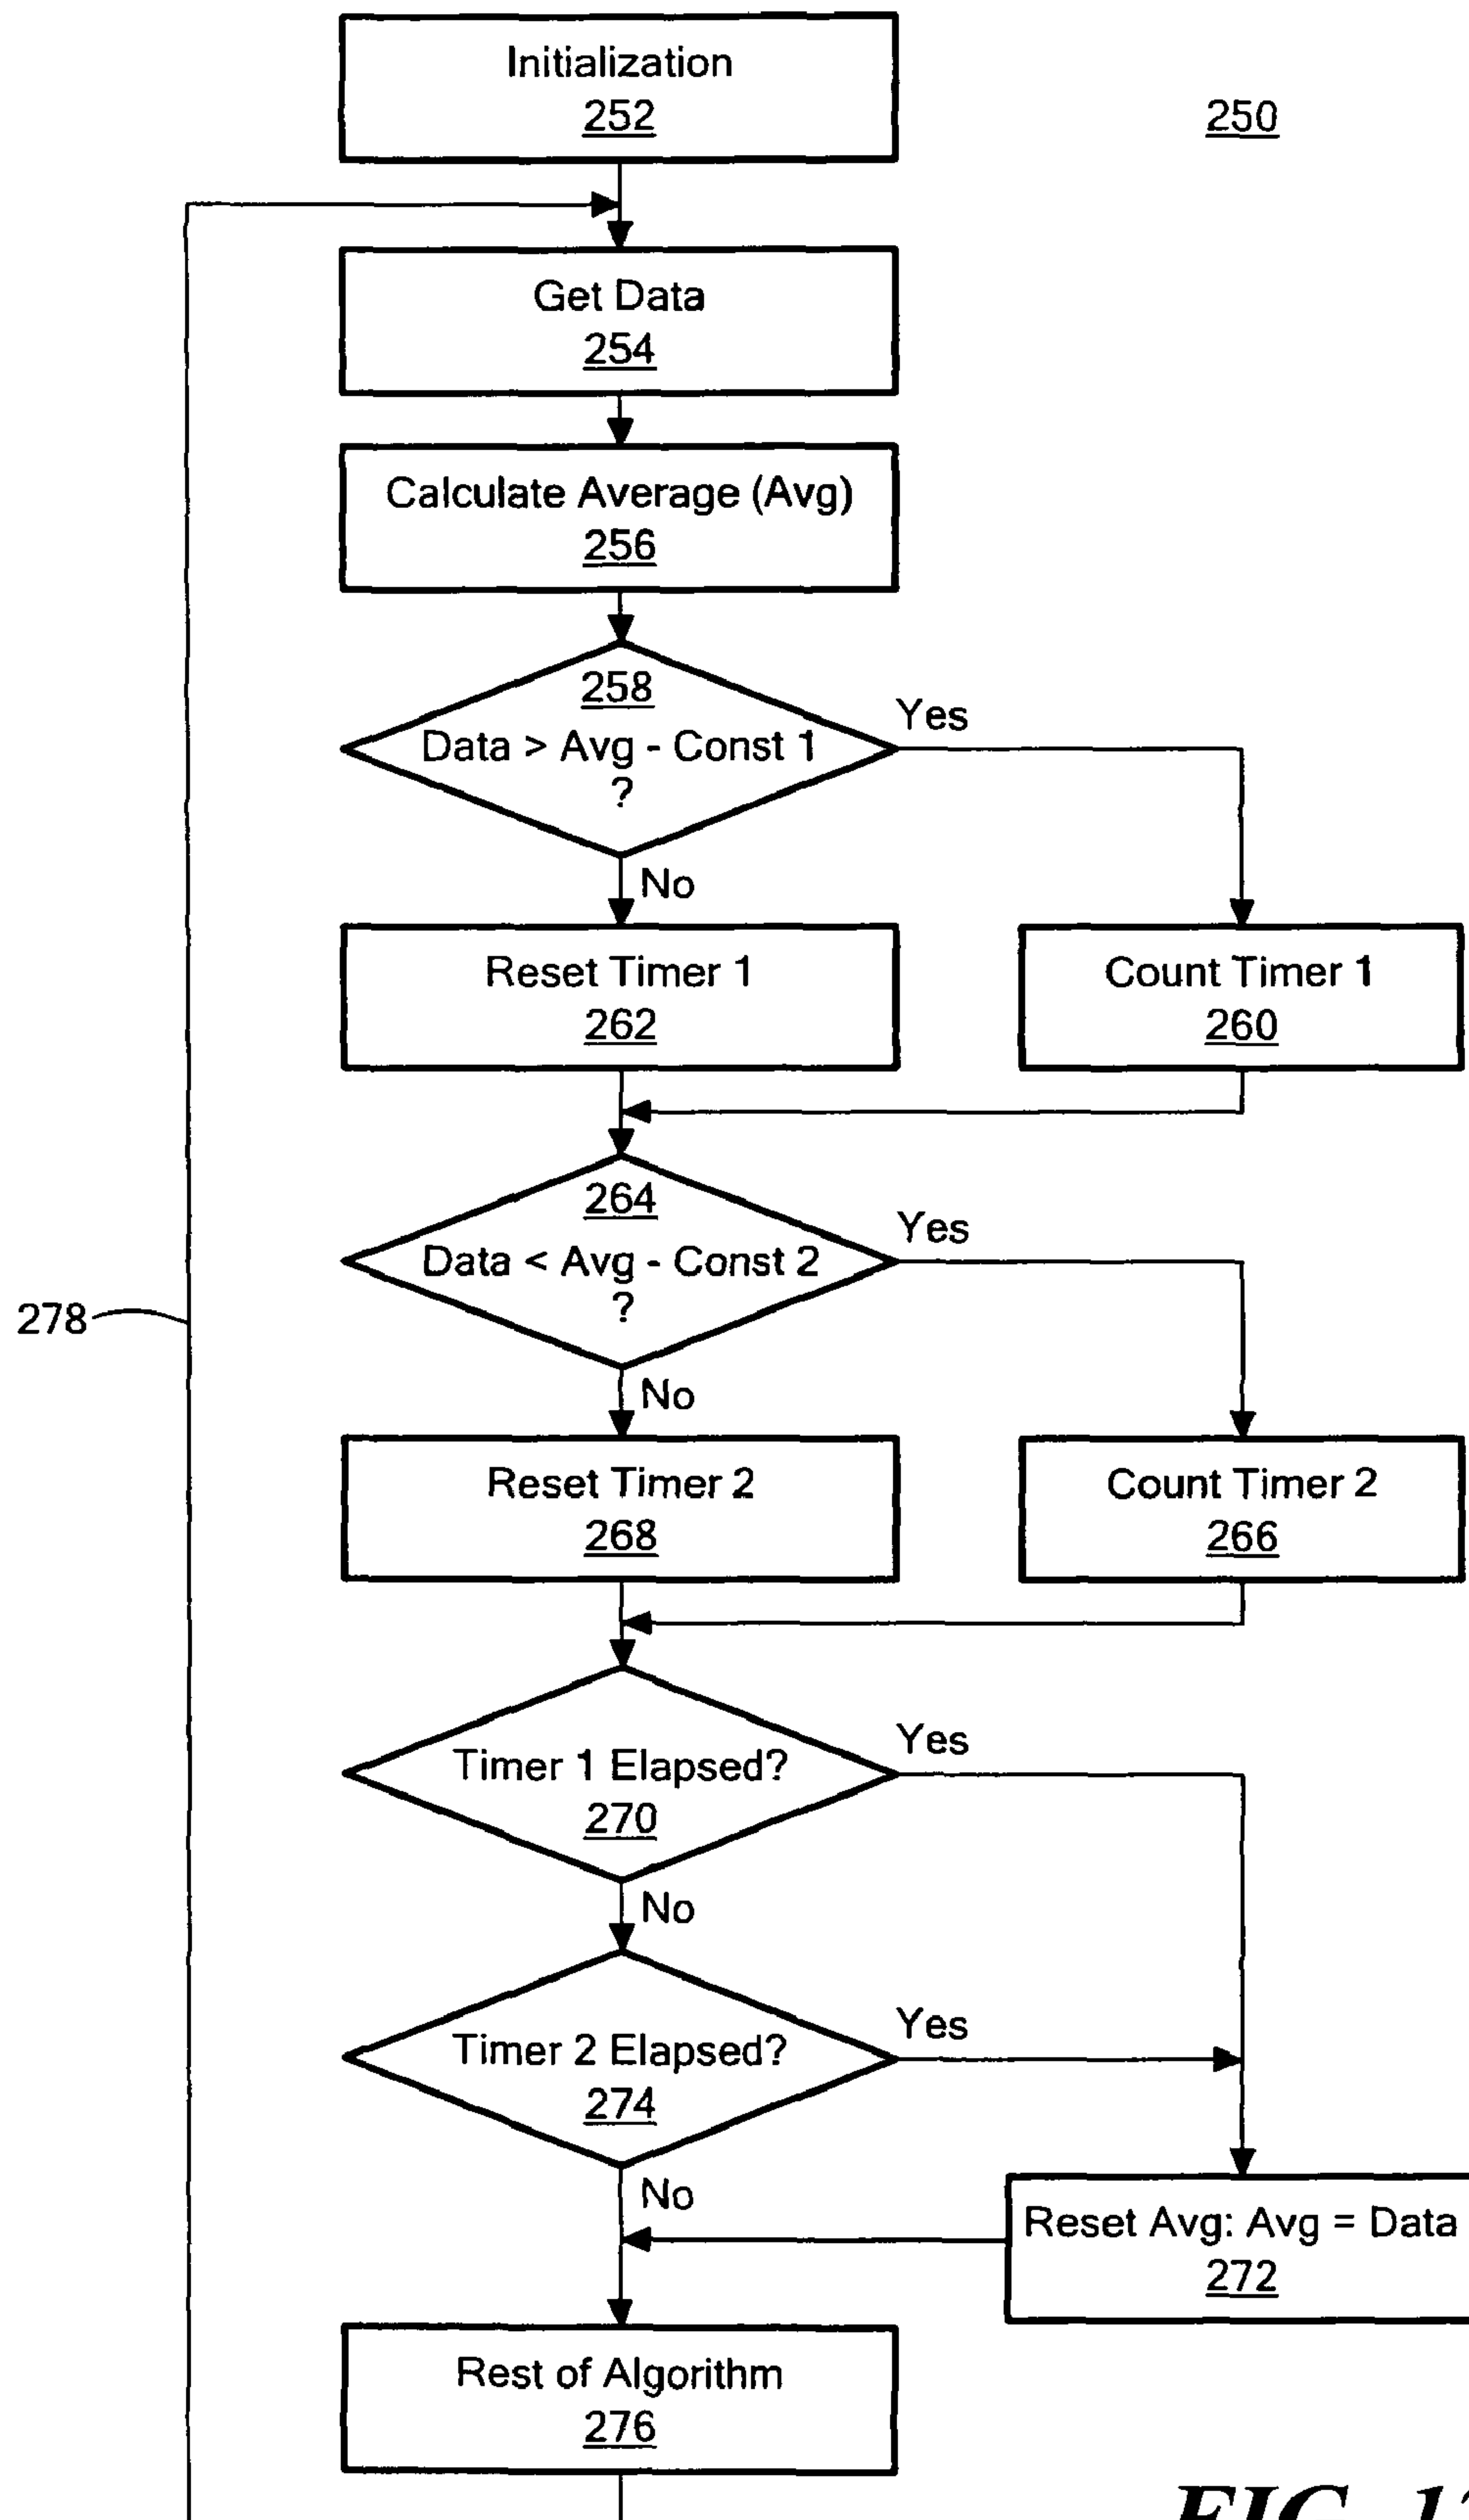 Initialization
252
250
Get Data
254
Calculate Average (Avg)
256
258
Data > Avg - Const 1
?
Yes
No
Reset Timer 1
262
Count Timer 1
260
264
Data < Avg - Const 2
?
Yes
278
No
Reset Timer 2
268
Count Timer 2
266
Timer 1 Elapsed?
270
Yes
No
Timer 2 Elapsed?
274
Yes
No
Reset Avg: Avg = Data
272
Rest of Algorithm
276
FIG.